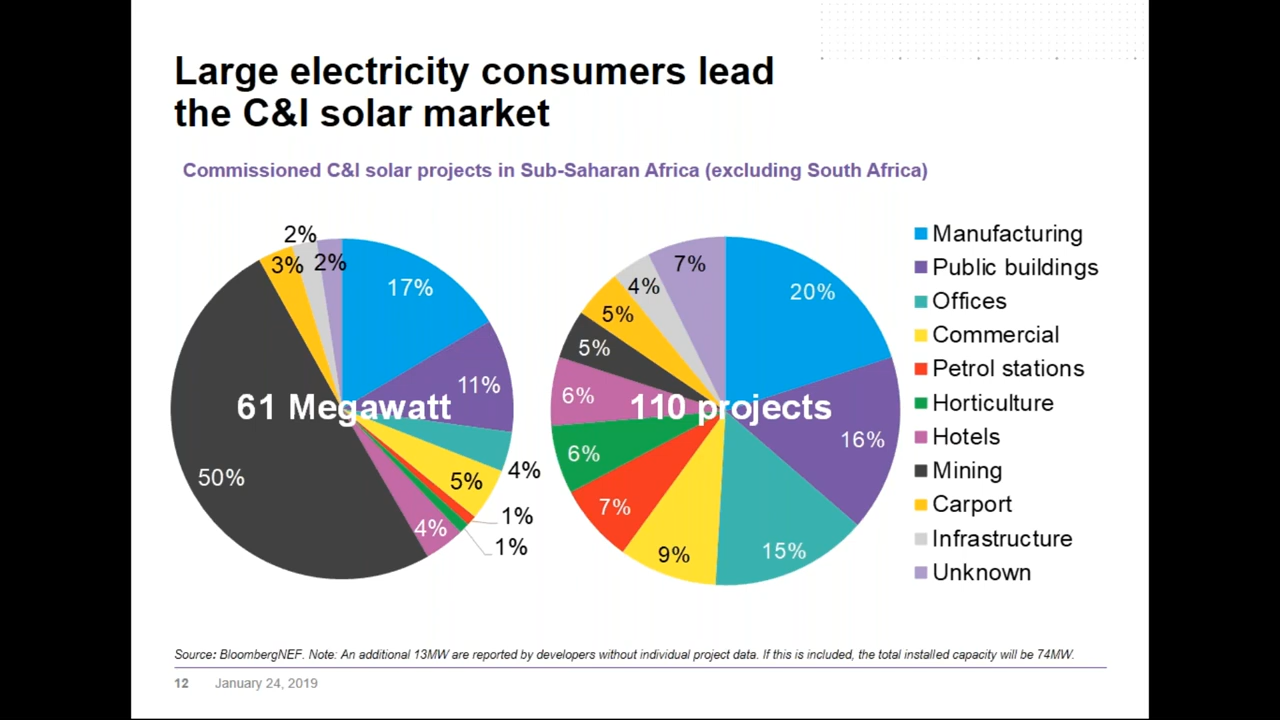 Large electricity consumers lead
the C&I solar market
Commissioned C&I solar projects in Sub-Saharan Africa (excluding South Africa)
2%
3%
2%
17%
11%
61 Megawatt
4%
5%
50%
1%
4%
1%
7%
4%
20%
5%
5%
6%
110 projects
16%
6%
7%
9%
15%
Manufacturing
Public buildings
Offices
Commercial
Petrol stations
Horticulture
Hotels
Mining
Carport
Infrastructure
Unknown
Source: BloombergNEF. Note: An additional 13MW are reported by developers without individual project data. If this is included, the total installed capacity will be 74MW.
12 January 24, 2019